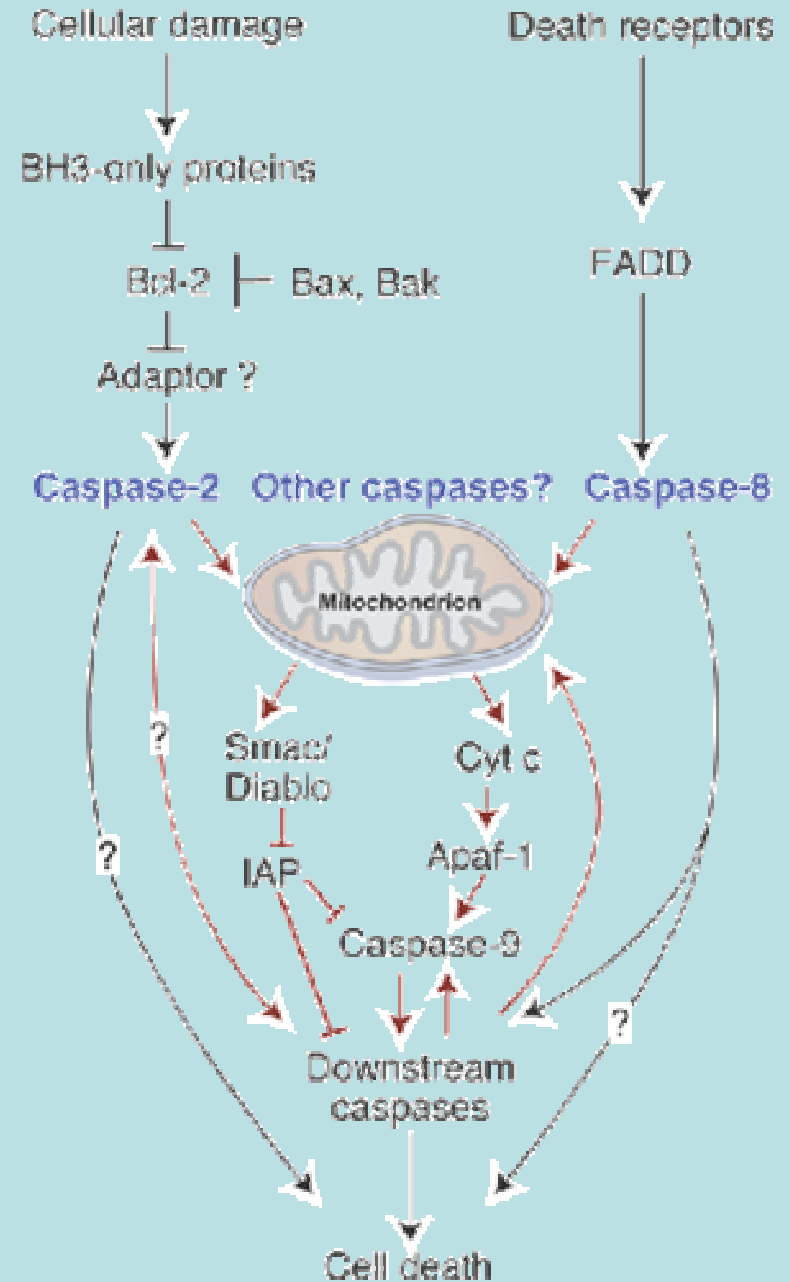 Cellular damage
Death receptors
BH3-only proteins
FADD
Bcl-2
Bax, Bak
Adaptor ?
Caspase-2
Other caspases?
Caspase-8
Mitochondrion
?
Smac/
Diablo
Cyt c
?
IAP
Apaf-1
Caspase-9
?
Downstream
caspases
Cell death